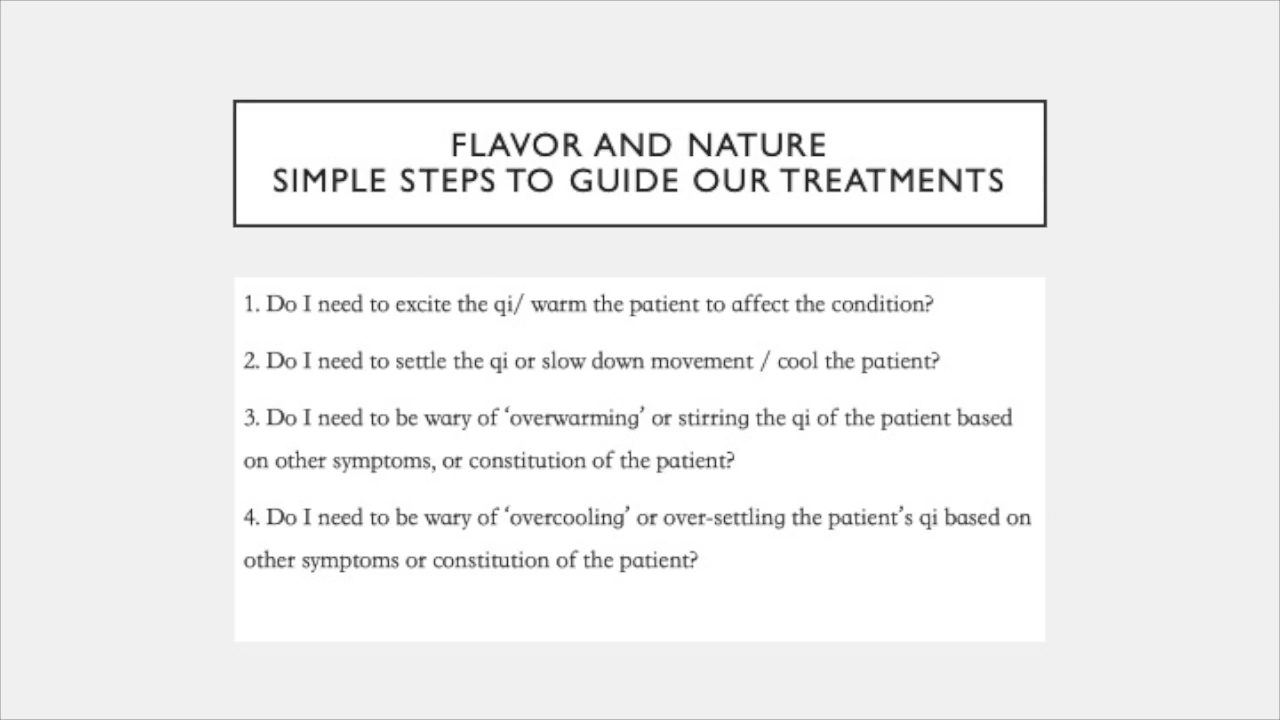 FLAVOR AND NATURE
SIMPLE STEPS TO GUIDE OUR TREATMENTS
1. Do I need to excite the qi/ warm the patient to affect the condition?
2. Do I need to settle the qi or slow down movement / cool the patient?
3. Do I need to be wary of ‘overwarming’ or stirring the qi of the patient based
on other symptoms, or constitution of the patient?
4. Do I need to be wary of ‘overcooling’ or over-settling the patient’s qi based on
other symptoms or constitution of the patient?